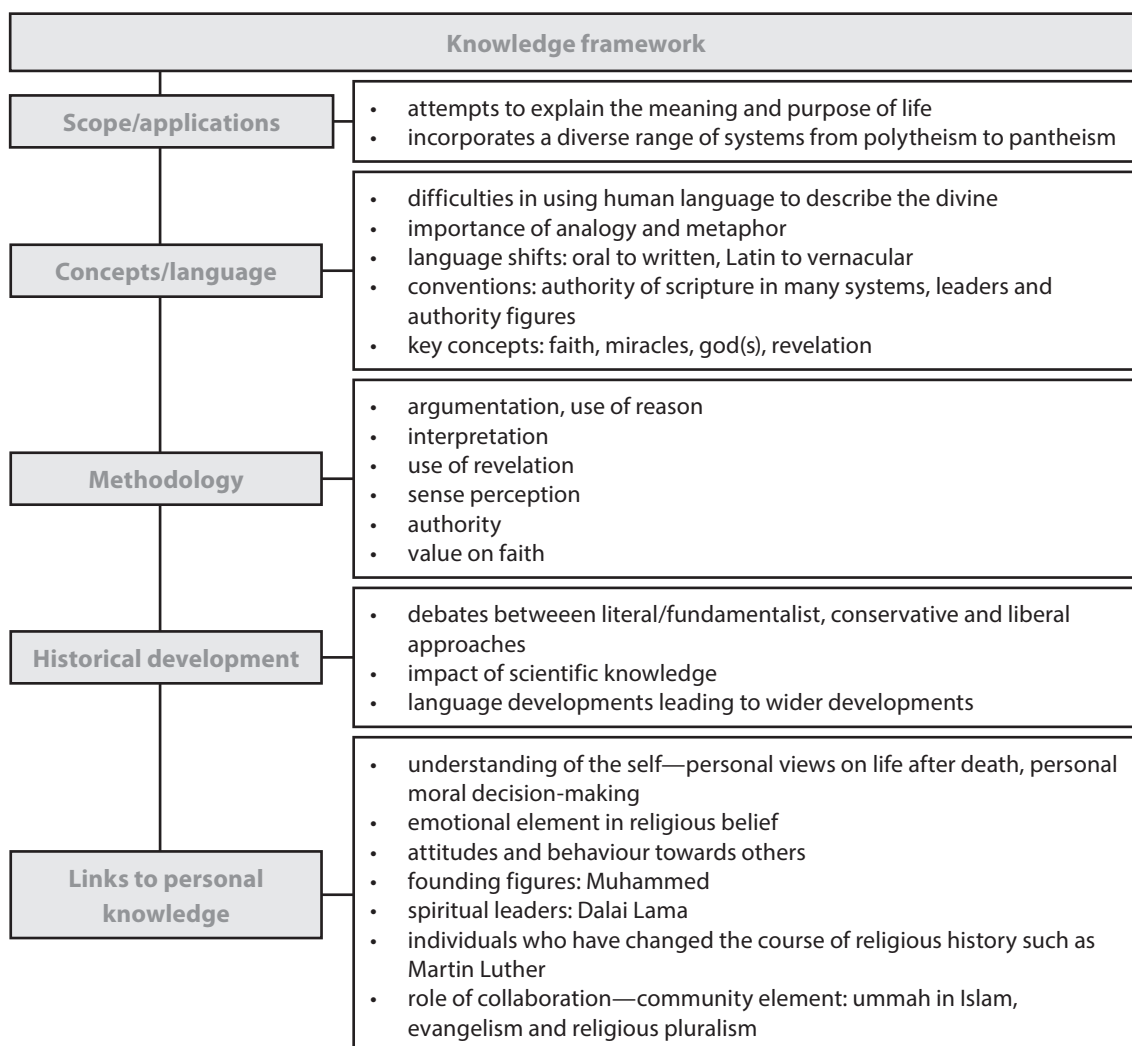 Knowledge framework
Scope/applications
• attempts to explain the meaning and purpose of life
• incorporates a diverse range of systems from polytheism to pantheism
Concepts/language
• difficulties in using human language to describe the divine
• importance of analogy and metaphor
• language shifts: oral to written, Latin to vernacular
• conventions: authority of scripture in many systems, leaders and
authority figures
• key concepts: faith, miracles, god(s), revelation
Methodology
• argumentation, use of reason
• interpretation
• use of revelation
• sense perception
• authority
• value on faith
Historical development
• debates betweeen literal/fundamentalist, conservative and liberal
approaches
• impact of scientific knowledge
• language developments leading to wider developments
Links to personal
knowledge
• understanding of the self—personal views on life after death, personal
moral decision-making
• emotional element in religious belief
• attitudes and behaviour towards others
• founding figures: Muhammed
• spiritual leaders: Dalai Lama
• individuals who have changed the course of religious history such as
Martin Luther
• role of collaboration—community element: ummah in Islam,
evangelism and religious pluralism